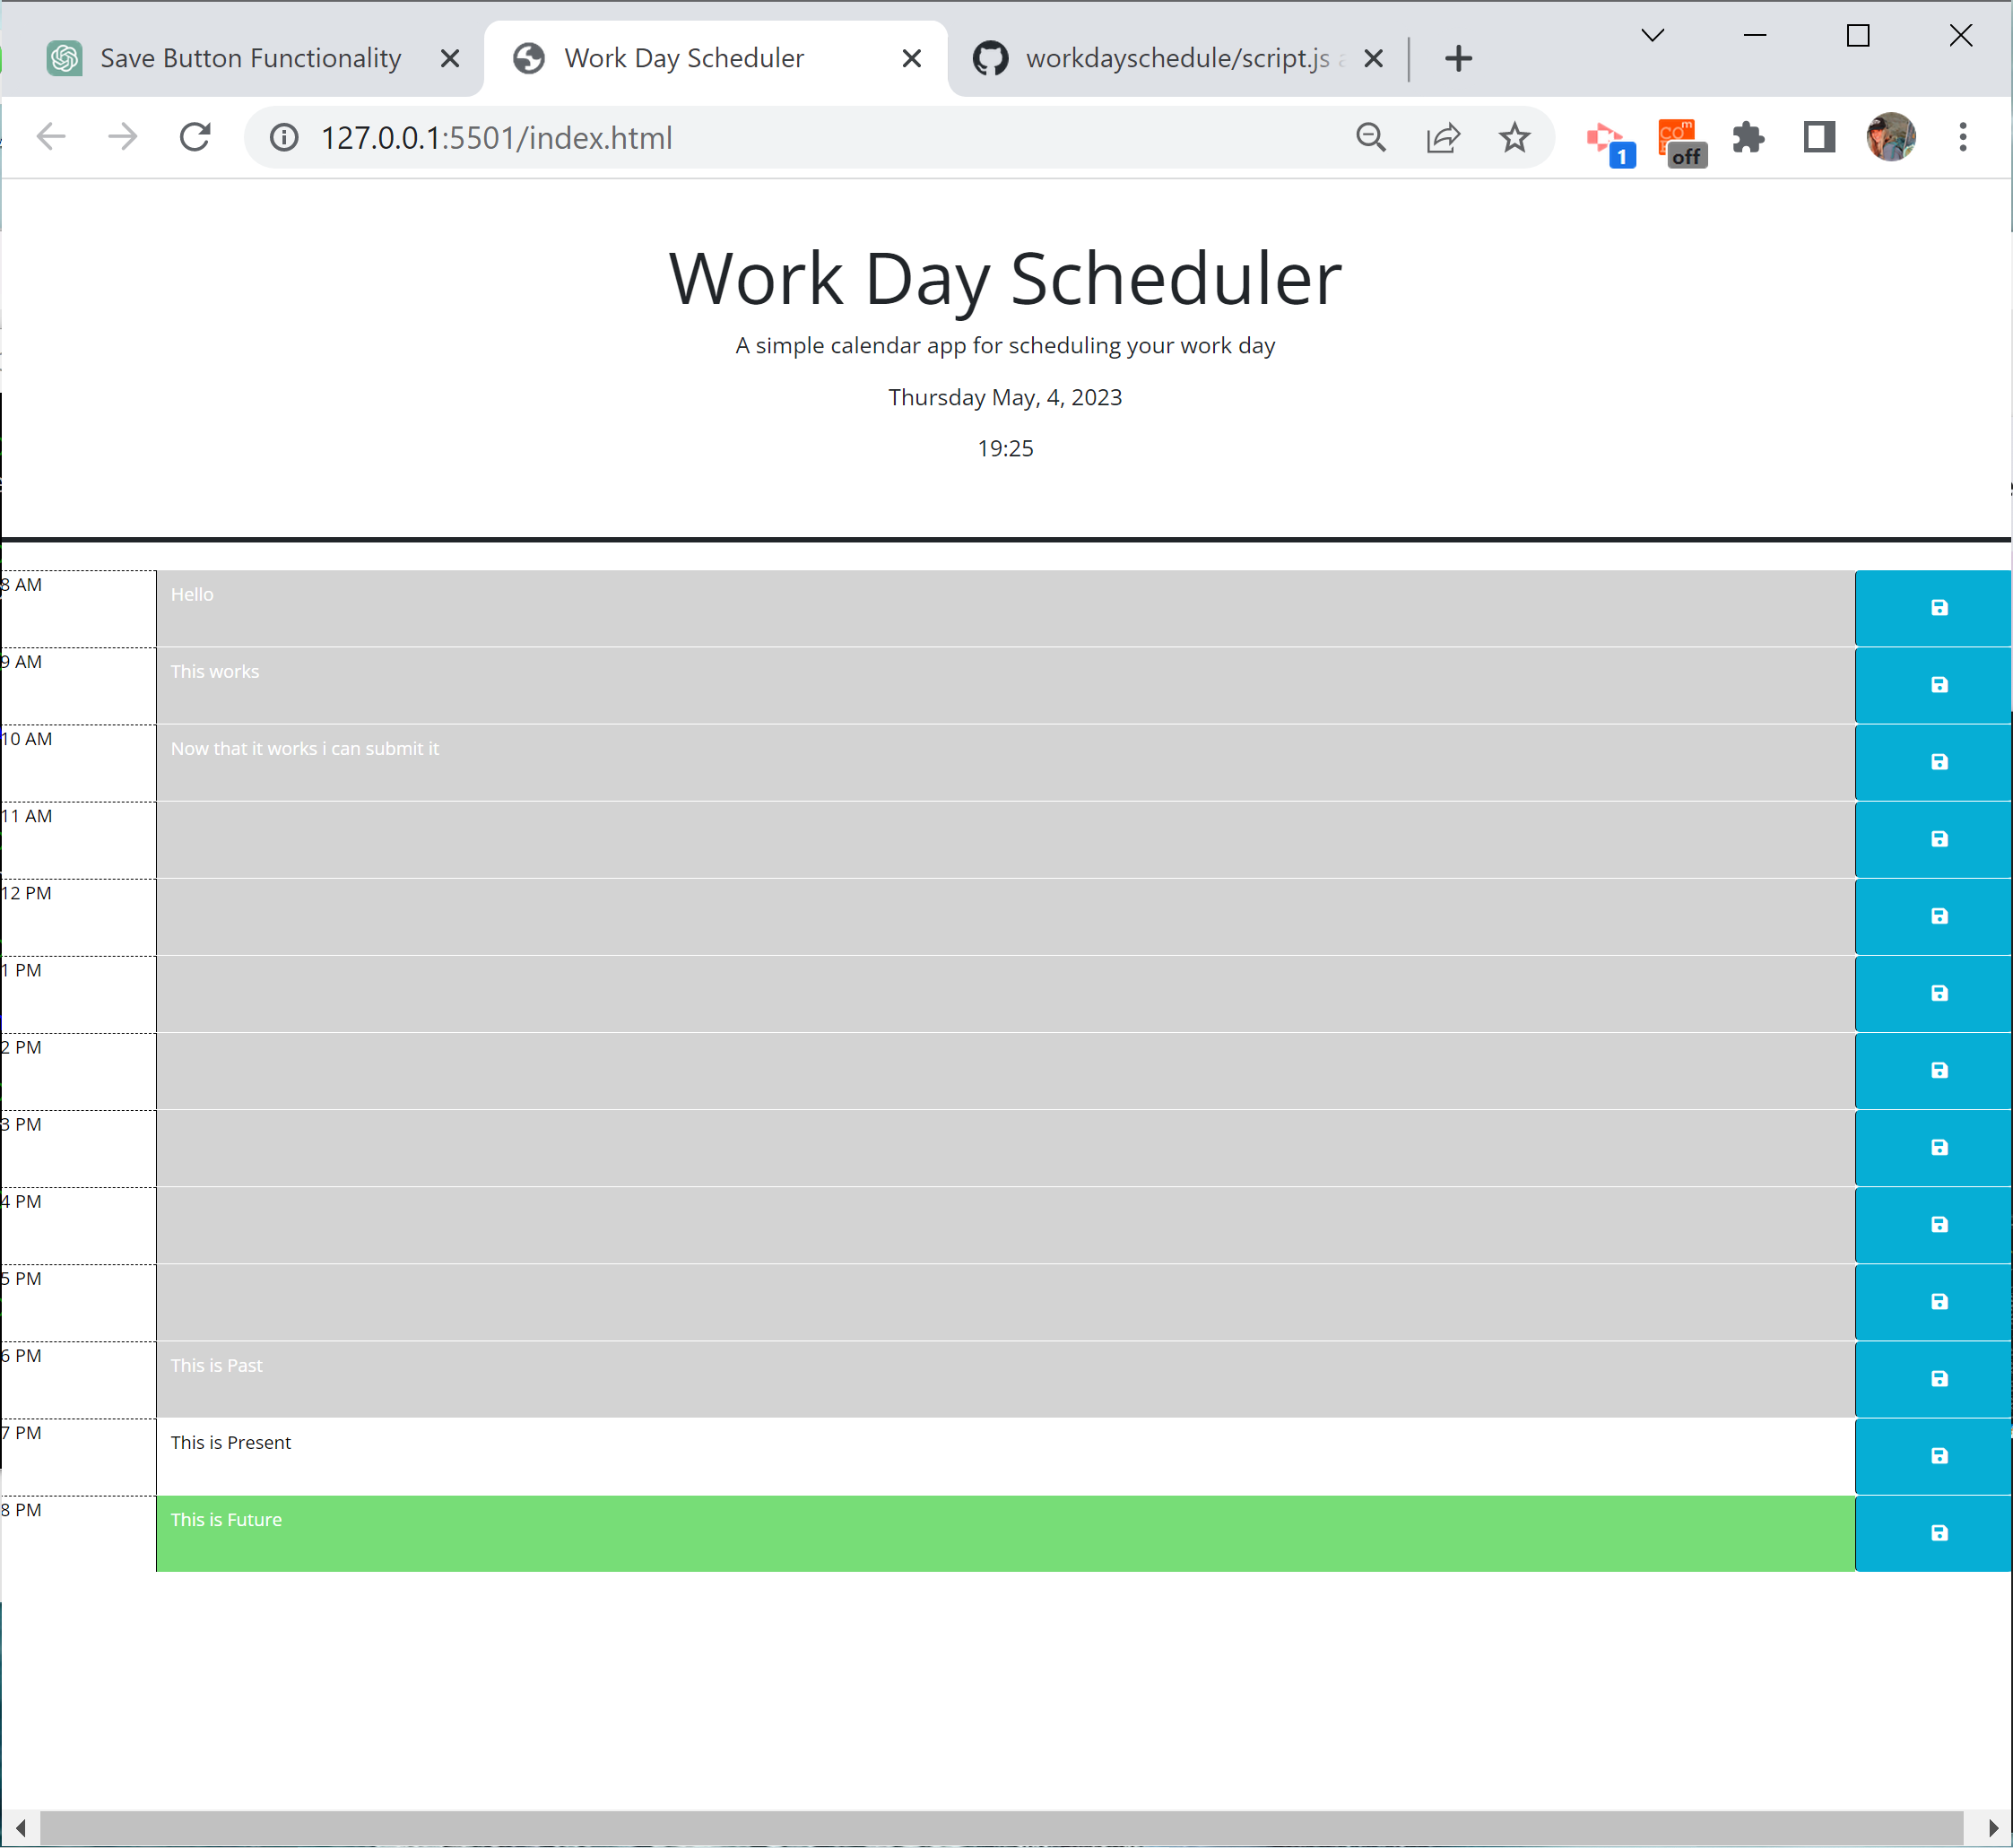 Save Button Functionality
Work Day Scheduler
workdayschedule/script.js
127.0.0.1:5501/index.html
1
off
Work Day Scheduler
A simple calendar app for scheduling your work day
Thursday May, 4, 2023
19:25
8 AM
Hello
9 AM
This works
10 AM
Now that it works i can submit it
11 AM
12 PM
1 PM
2 PM
3 PM
4 PM
5 PM
6 PM
This is Past
7 PM
This is Present
8 PM
This is Future